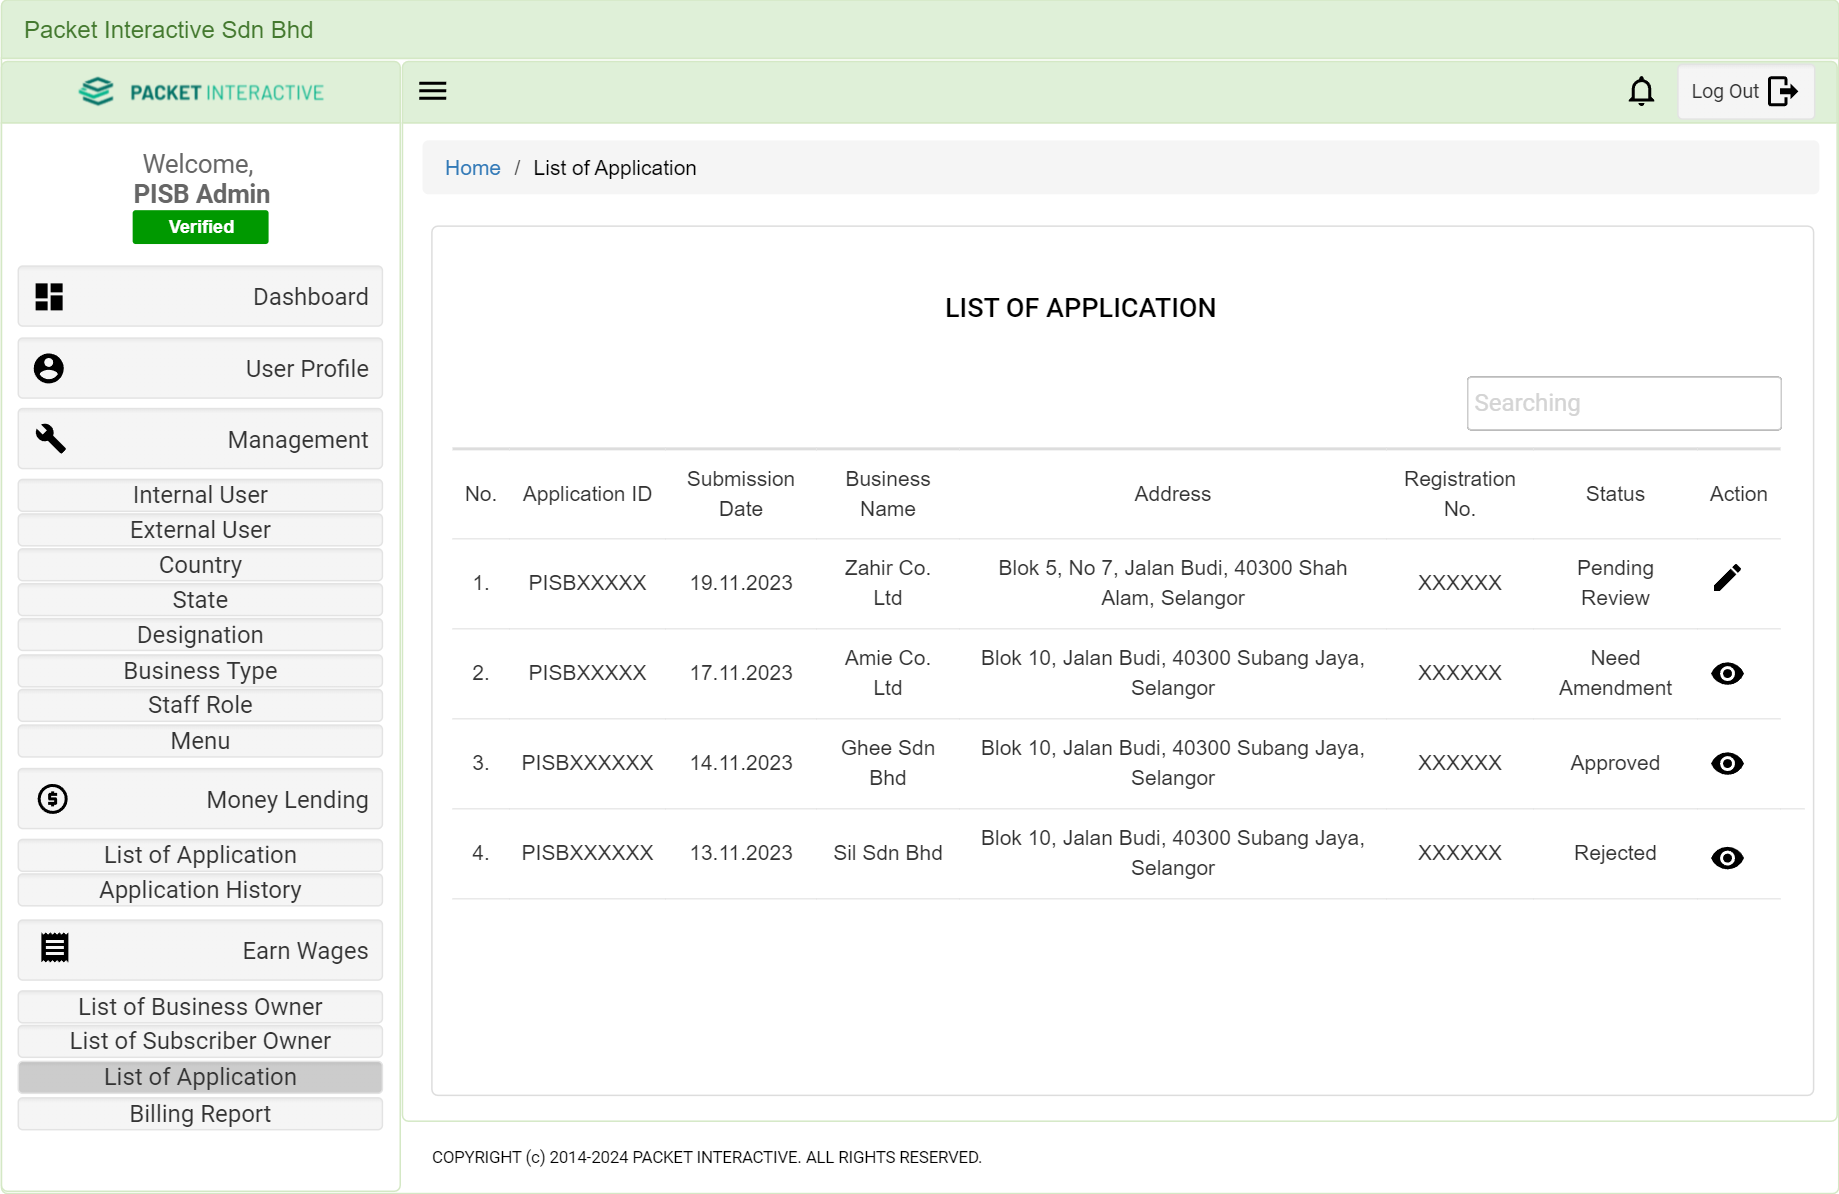 Packet Interactive Sdn Bhd
PACKET INTERACTIVE
Log Out
Welcome,
PISB Admin
Verified
Dashboard
User Profile
Management
Internal User
External User
Country
State
Designation
Business Type
Staff Role
Menu
Money Lending
List of Application
Application History
Earn Wages
List of Business Owner
List of Subscriber Owner
List of Application
Billing Report
Home / List of Application
LIST OF APPLICATION
Searching
No. Application ID Submission Date Business Name Address Registration No. Status Action
1. PISBXXXXX 19.11.2023 Zahir Co. Ltd Blok 5, No 7, Jalan Budi, 40300 Shah Alam, Selangor XXXXXX Pending Review
2. PISBXXXXX 17.11.2023 Amie Co. Ltd Blok 10, Jalan Budi, 40300 Subang Jaya, Selangor XXXXXX Need Amendment
3. PISBXXXXXX 14.11.2023 Ghee Sdn Bhd Blok 10, Jalan Budi, 40300 Subang Jaya, Selangor XXXXXX Approved
4. PISBXXXXXX 13.11.2023 Sil Sdn Bhd Blok 10, Jalan Budi, 40300 Subang Jaya, Selangor XXXXXX Rejected
COPYRIGHT (c) 2014-2024 PACKET INTERACTIVE. ALL RIGHTS RESERVED.